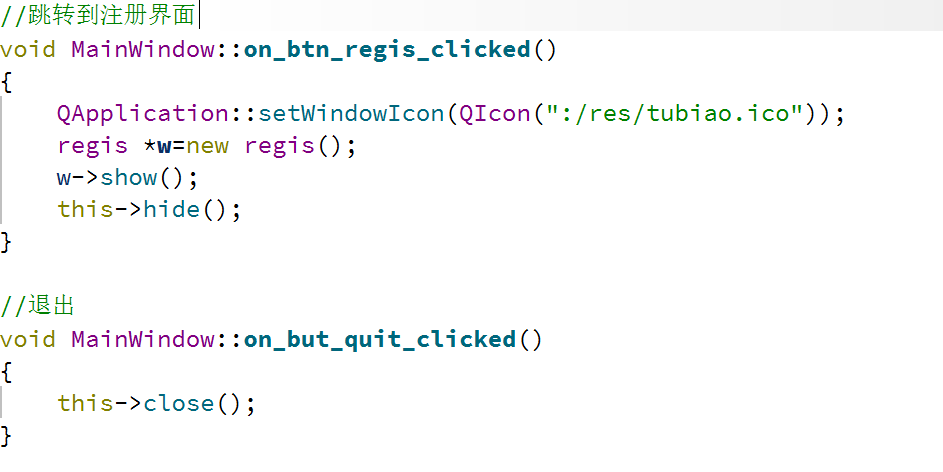 //跳转到注册界面
void MainWindow::on_btn_regis_clicked()
{
    QApplication::setWindowIcon(QIcon(":/res/tubiao.ico"));
    regis *w=new regis();
    w->show();
    this->hide();
}
//退出
void MainWindow::on_but_quit_clicked()
{
    this->close();
}